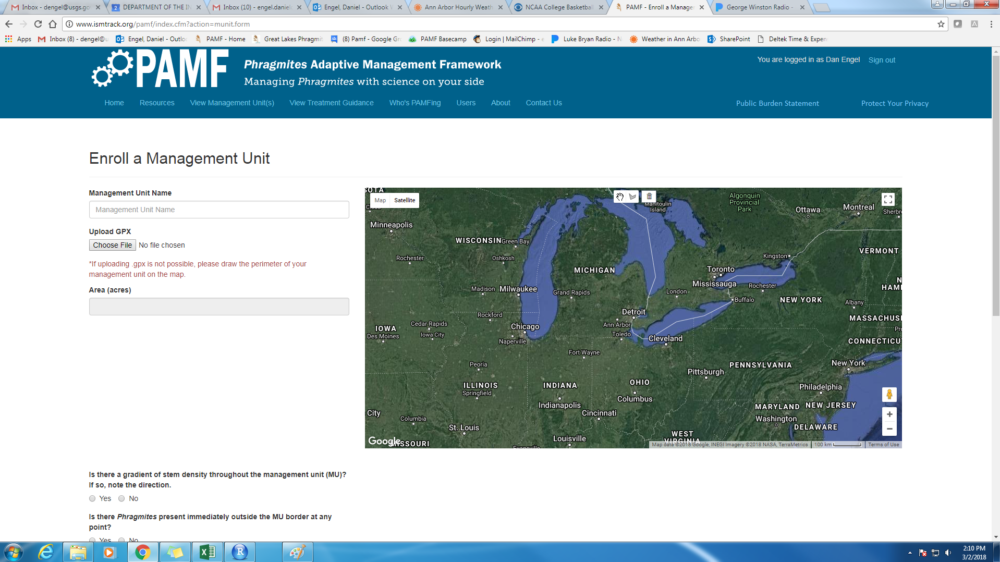 Inbox - dengel@usgs.go
DEPARTMENT OF THE IN
Inbox (10) - engel.daniel
Engel, Daniel - Outlook W
Ann Arbor Hourly Weath
NCAA College Basketball
PAMF - Enroll a Manager
George Winston Radio -
www.ismtrack.org/pamf/index.cfm?action=munit.form
Apps
Inbox (8) - dengel@u
Engel, Daniel - Outlo
PAMF - Home
Great Lakes Phragmit
(8) Pamf - Google Gr
PAMF Basecamp
Login | MailChimp - e
Luke Bryan Radio - N
Weather in Ann Arbo
SharePoint
Deltek Time & Expen
PAMF
Phragmites Adaptive Management Framework
Managing Phragmites with science on your side
You are logged in as Dan Engel Sign out
Home Resources View Management Unit(s) View Treatment Guidance Who's PAMFing Users About Contact Us
Public Burden Statement Protect Your Privacy
Enroll a Management Unit
Management Unit Name
Management Unit Name
Upload GPX
Choose File No file chosen
*If uploading .gpx is not possible, please draw the perimeter of your
management unit on the map.
Area (acres)
SOTA
Map Satellite
Manitoulin
Island
Algonquin
Provincial
Park
Ottawa
Montreal
Sherbr
Minneapolis
WISCONSIN
Green Bay
Rochester
Oshkosh
Kingston
VERMONT
MICHIGAN
Toronto
Mississauga
Rochester
N
HAM
Madison
Milwaukee
Grand Rapids
London
Buffalo
NEW YORK
Albany
Rockford
Detroit
MASSACHUS
IOWA
Cedar Rapids
Des Moines
Iowa City
Chicago
Naperville
Ann Arbor
Toledo
Cleveland
Pro
CONNECTICU
Fort Wayne
Peoria
PENNSYLVANIA
New York
Pittsburgh
ILLINOIS
Springfield
INDIANA
OHIO
Columbus
Philadelphia
Indianapolis
MARYLAND
NEW JERSEY
City
Columbia
Cincinnati
Washington
DELAWARE
St. Louis
Louisville
WEST
VIRGINIA
Google
MISSOURI
Evansville
Map data ©2018 Google, INEGI Imagery ©2018 NASA, TerraMetrics 100 km Terms of Use
Is there a gradient of stem density throughout the management unit (MU)?
If so, note the direction.
Yes No
Is there Phragmites present immediately outside the MU border at any
point?
Yes No
2:10 PM
3/2/2018